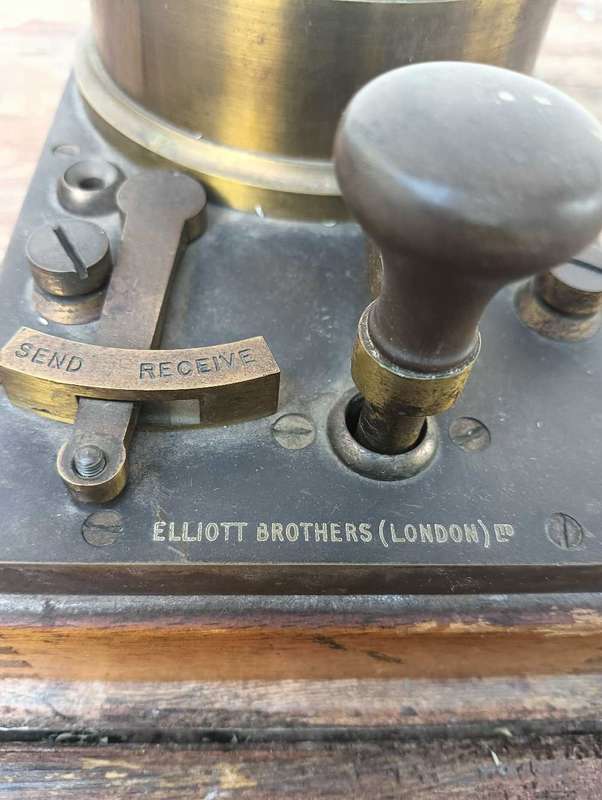 SEND RECEIVE
ELLIOTT BROTHERS (LONDON) LTD